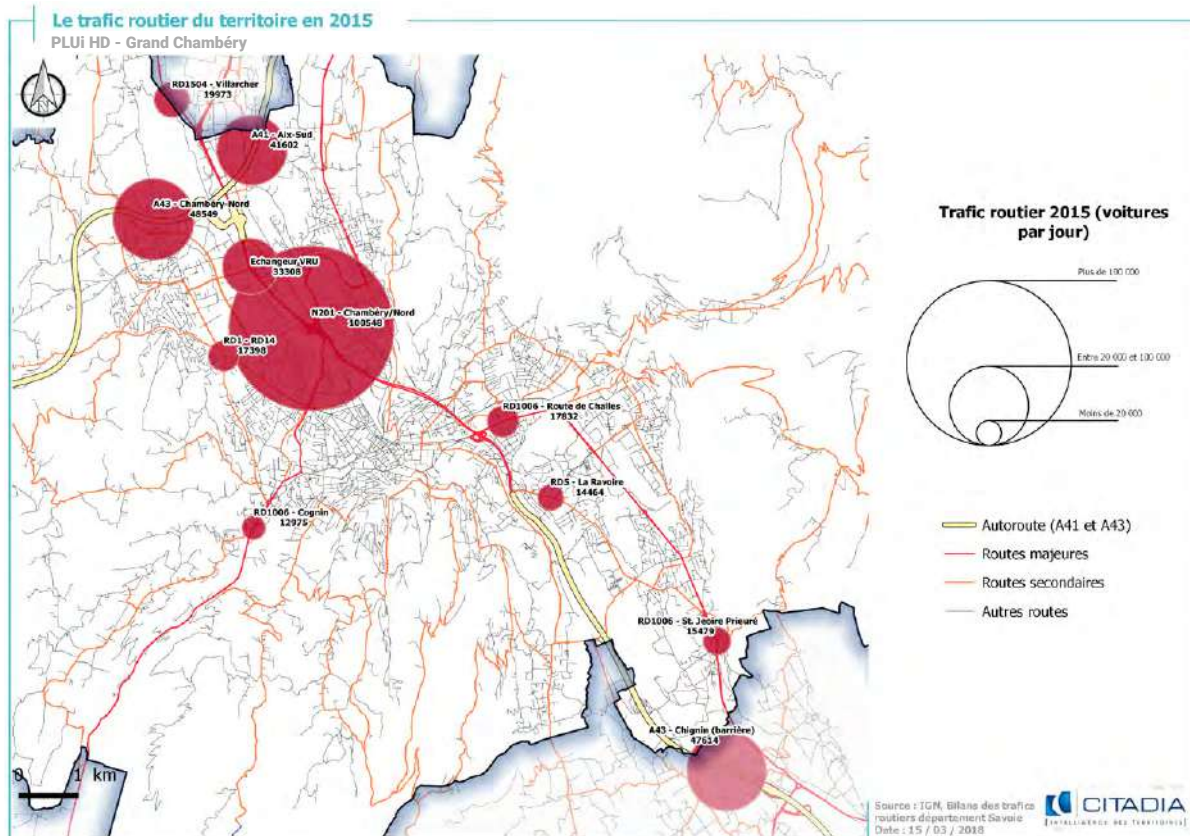 Le trafic routier du territoire en 2015
PLUi HD - Grand Chambéry
N
RD1504 - Villarcher
19973
A41 - Aix-Sud
41602
A43 - Chambéry-Nord
48549
Echangeur VRU
33308
N201 - Chambéry/Nord
100548
RD1 - RD14
17398
RD1006 - Route de Challes
17832
RD5 - La Ravoire
14464
RD1006 - Cognin
12975
RD1006 - St. Jeoire Prieuré
15479
A43 - Chignin (barrière)
47614
0 1 km
Trafic routier 2015 (voitures
par jour)
Plus de 100 000
Entre 20 000 et 100 000
Moins de 20 000
Autoroute (A41 et A43)
Routes majeures
Routes secondaires
Autres routes
Source : IGN, Bilans des trafics
routiers département Savoie
Date : 15 / 03 / 2018
CITADIA
INTELLIGENCE DES TERRITOIRES